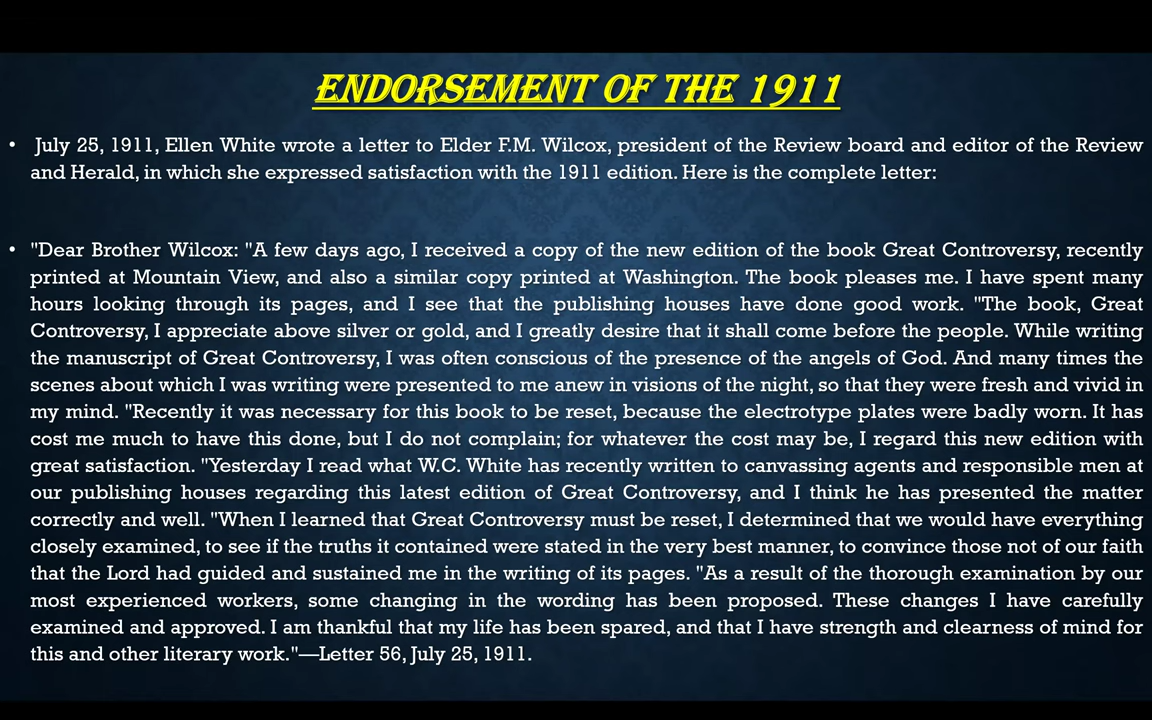 ENDORSEMENT OF THE 1911
• July 25, 1911, Ellen White wrote a letter to Elder F.M. Wilcox, president of the Review board and editor of the Review
and Herald, in which she expressed satisfaction with the 1911 edition. Here is the complete letter:
• "Dear Brother Wilcox: "A few days ago, I received a copy of the new edition of the book Great Controversy, recently
printed at Mountain View, and also a similar copy printed at Washington. The book pleases me. I have spent many
hours looking through its pages, and I see that the publishing houses have done good work. "The book, Great
Controversy, I appreciate above silver or gold, and I greatly desire that it shall come before the people. While writing
the manuscript of Great Controversy, I was often conscious of the presence of the angels of God. And many times the
scenes about which I was writing were presented to me anew in visions of the night, so that they were fresh and vivid in
my mind. "Recently it was necessary for this book to be reset, because the electrotype plates were badly worn. It has
cost me much to have this done, but I do not complain; for whatever the cost may be, I regard this new edition with
great satisfaction. "Yesterday I read what W.C. White has recently written to canvassing agents and responsible men at
our publishing houses regarding this latest edition of Great Controversy, and I think he has presented the matter
correctly and well. "When I learned that Great Controversy must be reset, I determined that we would have everything
closely examined, to see if the truths it contained were stated in the very best manner, to convince those not of our faith
that the Lord had guided and sustained me in the writing of its pages. "As a result of the thorough examination by our
most experienced workers, some changing in the wording has been proposed. These changes I have carefully
examined and approved. I am thankful that my life has been spared, and that I have strength and clearness of mind for
this and other literary work."—Letter 56, July 25, 1911.